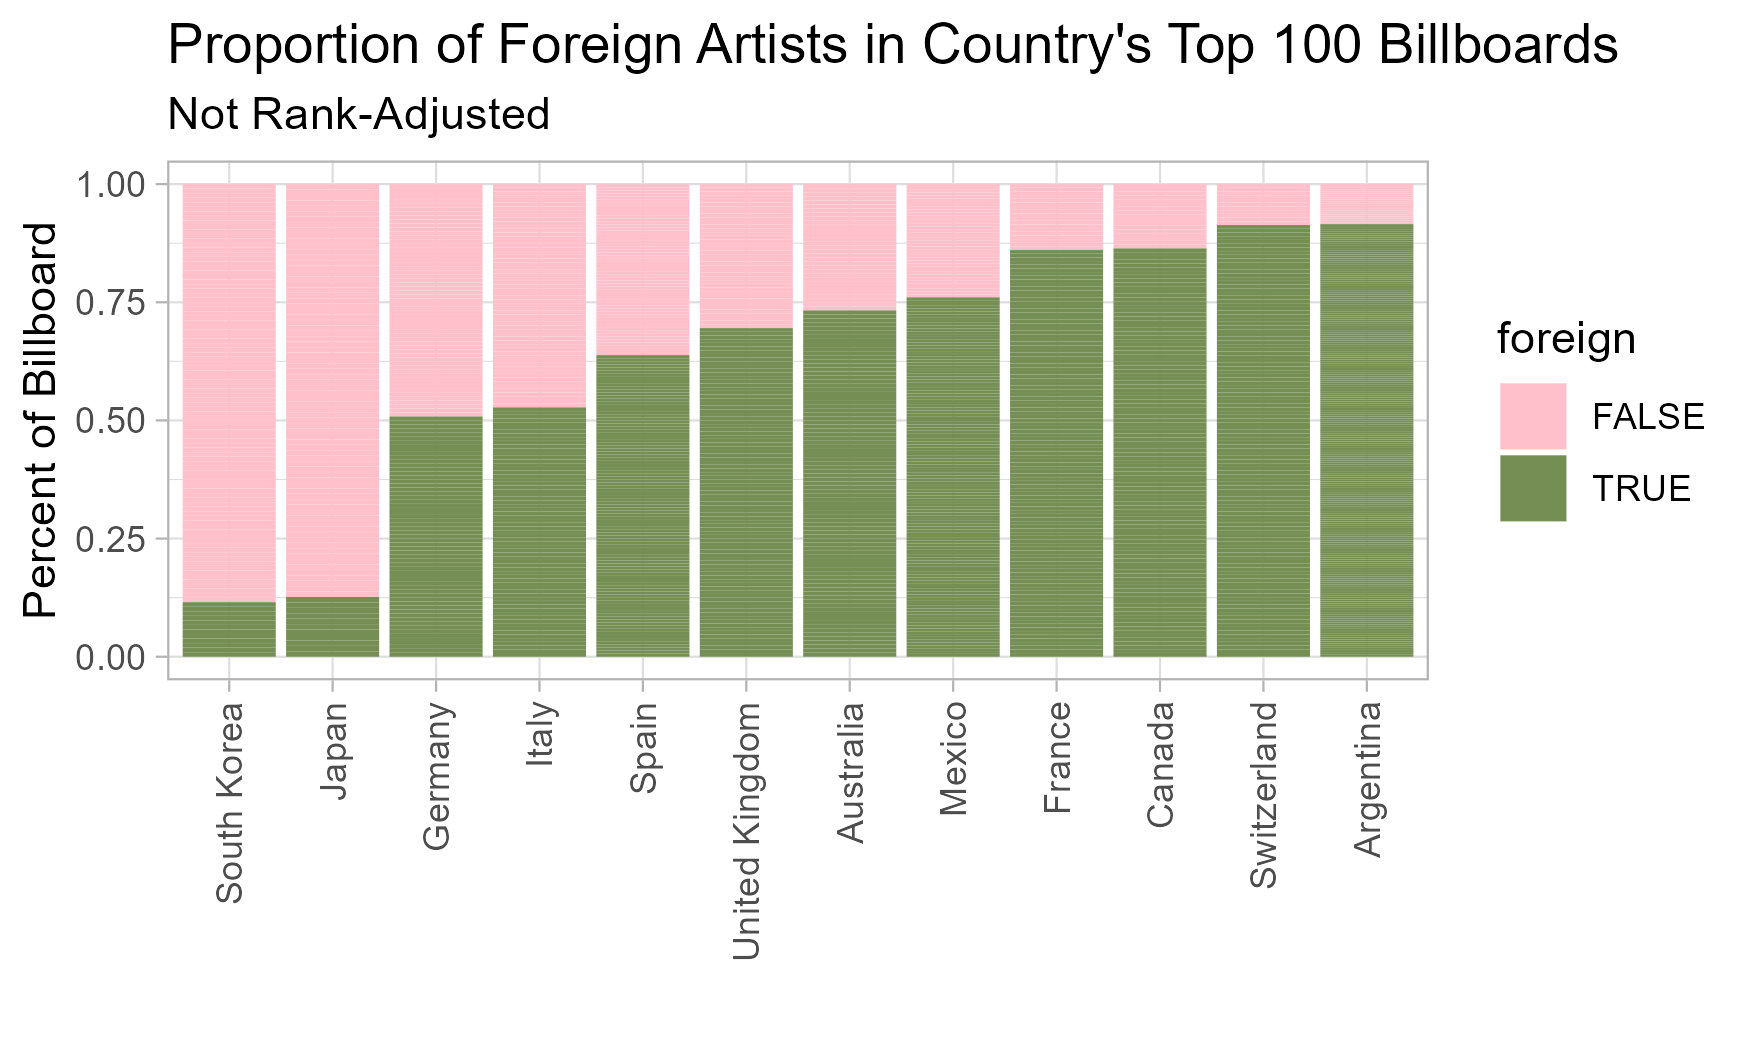 Proportion of Foreign Artists in Country's Top 100 Billboards
Not Rank-Adjusted
Percent of Billboard
1.00
0.75
0.50
0.25
0.00
South Korea
Japan
Germany
Italy
Spain
United Kingdom
Australia
Mexico
France
Canada
Switzerland
Argentina
foreign
FALSE
TRUE